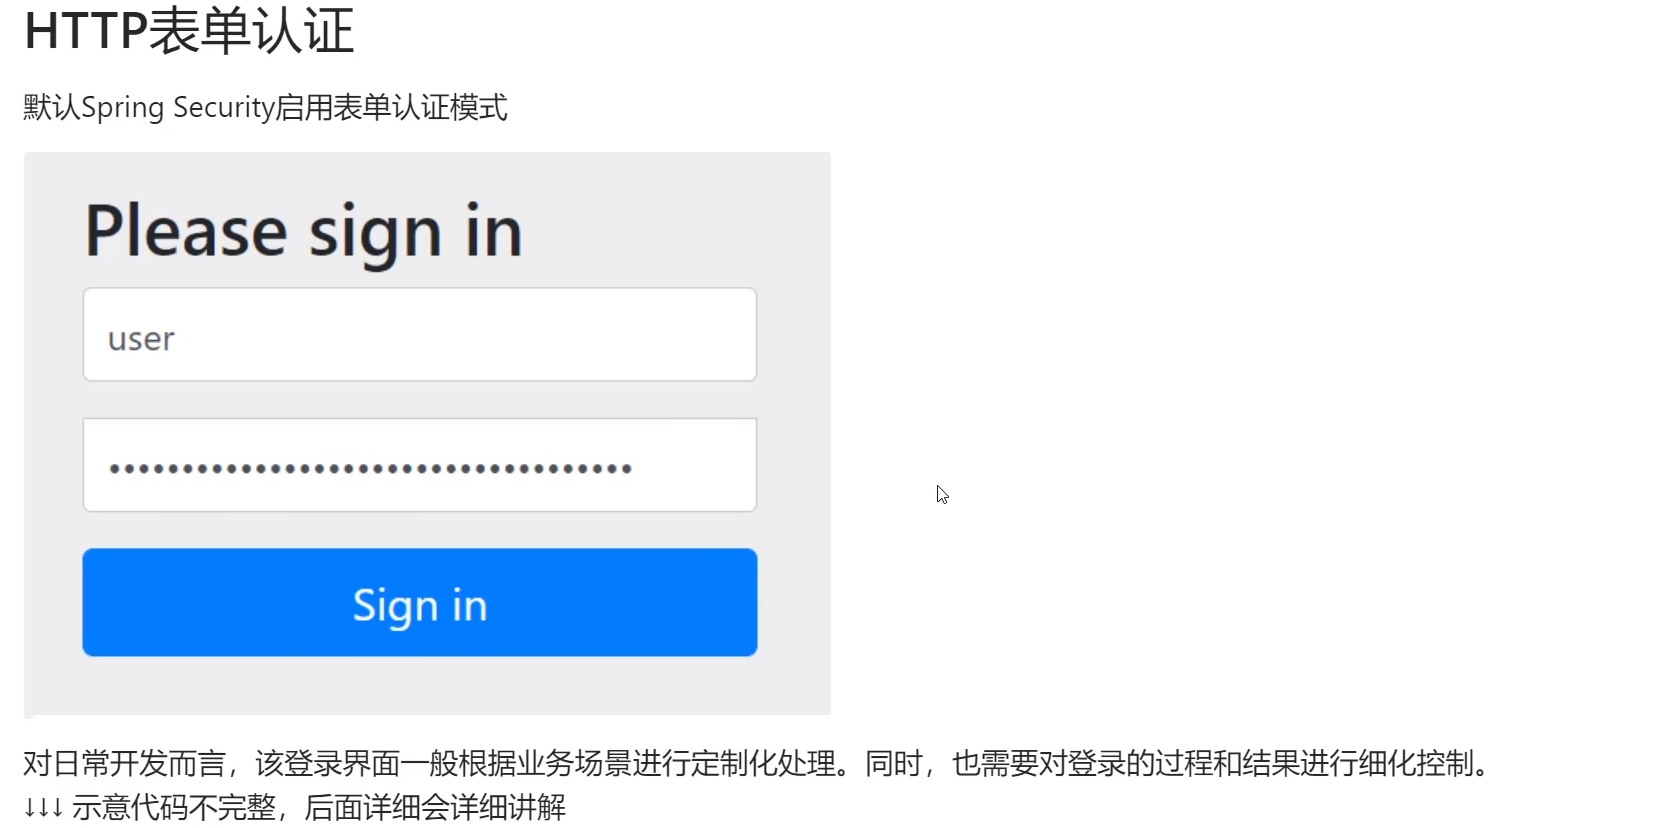 HTTP表单认证
默认Spring Security启用表单认证模式
Please sign in
user
••••••••••••••••••••••••••••••••••••
Sign in
对日常开发而言，该登录界面一般根据业务场景进行定制化处理。同时，也需要对登录的过程和结果进行细化控制。
↓↓↓ 示意代码不完整，后面详细会详细讲解